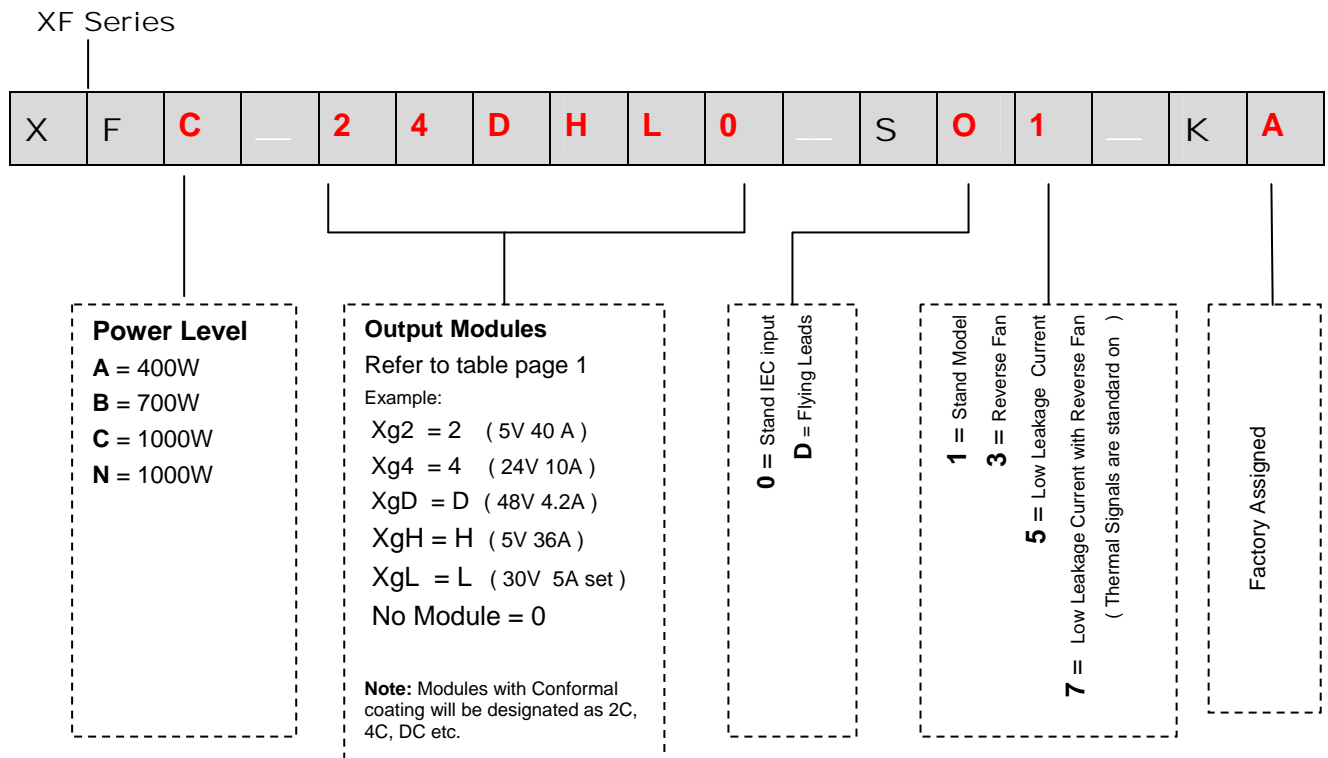 XF Series
X F C _ 2 4 D H L 0 _ S O 1 _ K A
Power Level
A = 400W
B = 700W
C = 1000W
N = 1000W
Output Modules
Refer to table page 1
Example:
Xg2 = 2 ( 5V 40 A )
Xg4 = 4 ( 24V 10A )
XgD = D ( 48V 4.2A )
XgH = H ( 5V 36A )
XgL = L ( 30V 5A set )
No Module = 0
Note: Modules with Conformal
coating will be designated as 2C,
4C, DC etc.
0 = Stand IEC input
D = Flying Leads
1 = Stand Model
3 = Reverse Fan
5 = Low Leakage Current
7 = Low Leakage Current with Reverse Fan
( Thermal Signals are standard on )
Factory Assigned